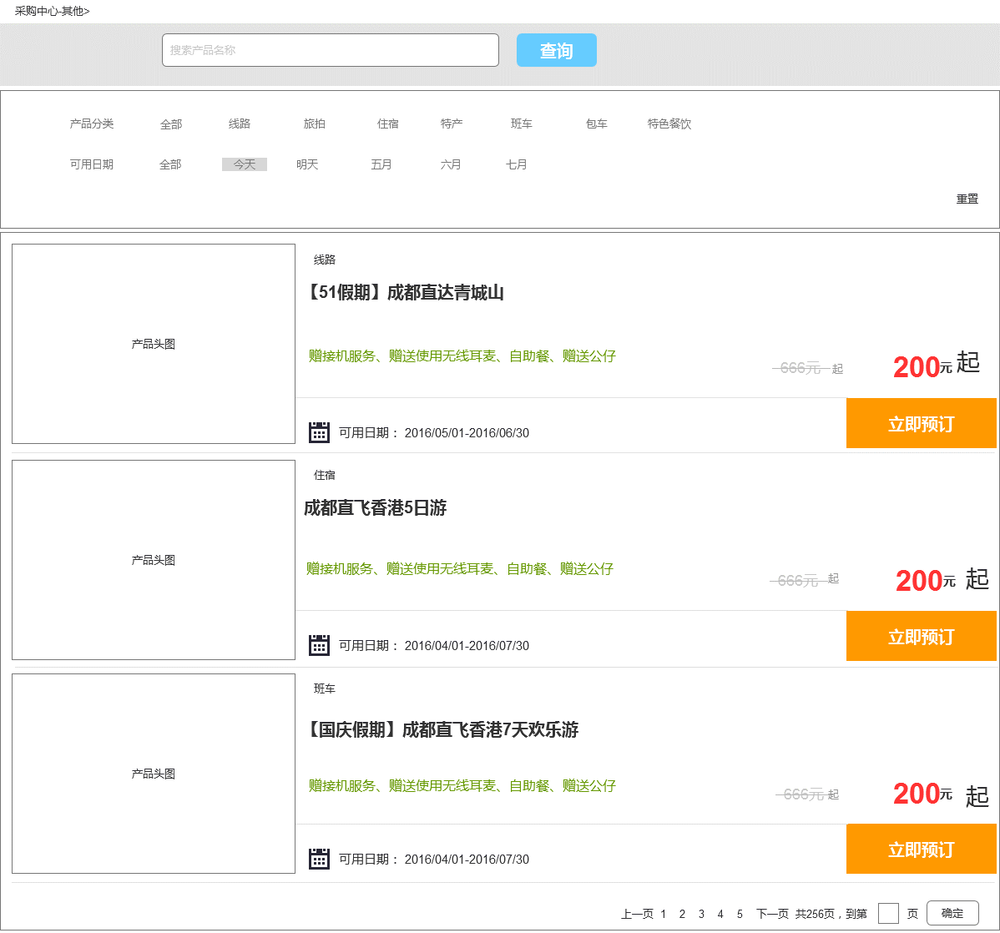 采购中心-其他>
搜索产品名称 查询
产品分类 全部 线路 旅拍 住宿 特产 班车 包车 特色餐饮
可用日期 全部 今天 明天 五月 六月 七月
重置
线路
【51假期】成都直达青城山
产品头图
赠接机服务、赠送使用无线耳麦、自助餐、赠送公仔
666元 起 200元 起
可用日期： 2016/05/01-2016/06/30 立即预订
住宿
成都直飞香港5日游
产品头图
赠接机服务、赠送使用无线耳麦、自助餐、赠送公仔
666元 起 200元 起
可用日期： 2016/04/01-2016/07/30 立即预订
班车
【国庆假期】成都直飞香港7天欢乐游
产品头图
赠接机服务、赠送使用无线耳麦、自助餐、赠送公仔
666元 起 200元 起
可用日期： 2016/04/01-2016/07/30 立即预订
上一页 1 2 3 4 5 下一页 共256页，到第 页 确定